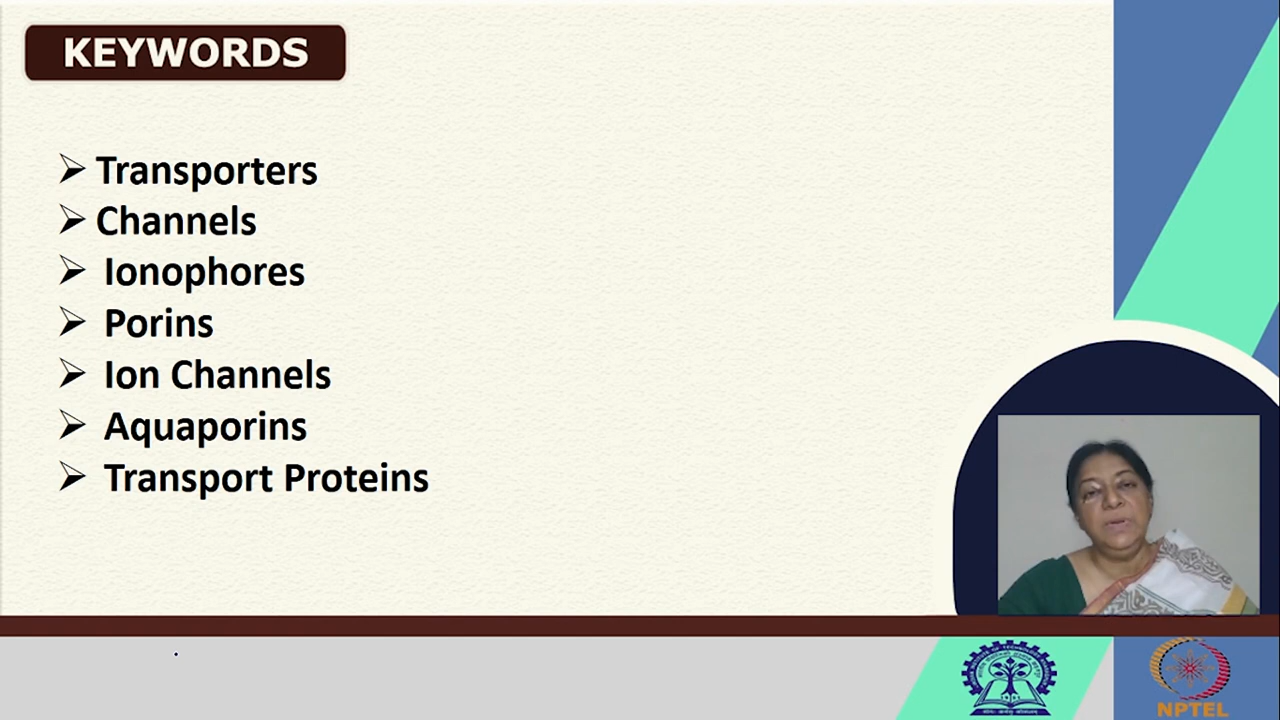 KEYWORDS
Transporters
Channels
Ionophores
Porins
Ion Channels
Aquaporins
Transport Proteins
NPTEL